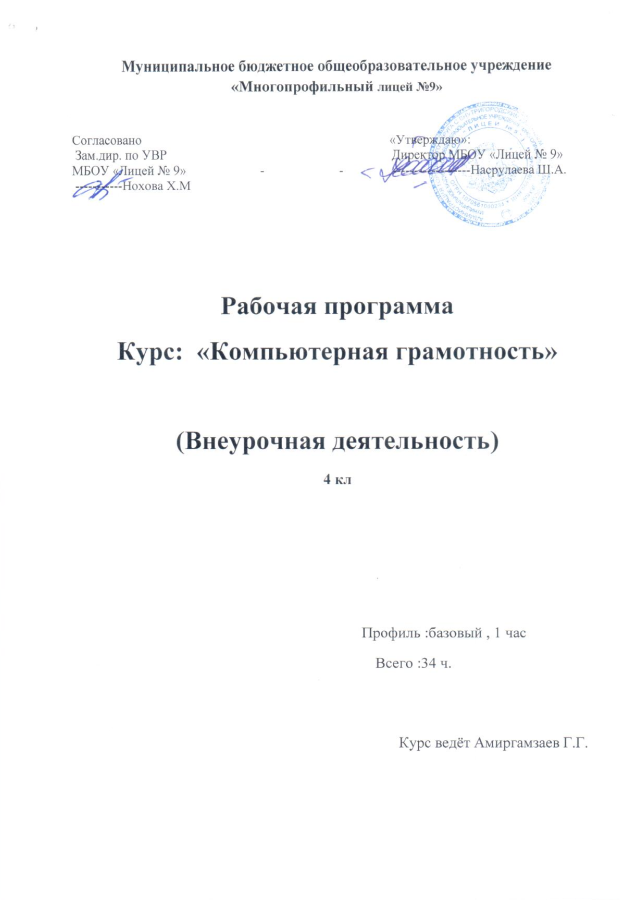 Муниципальное бюджетное общеобразовательное учреждение
«Многопрофильный лицей №9»
Согласовано
Зам.дир. по УВР
МБОУ «Лицей № 9» - -
-----------Нохова Х.М
«Утверждаю»:
Директор МБОУ «Лицей № 9»
-----------------Насрулаева Ш.А.
Рабочая программа
Курс: «Компьютерная грамотность»
(Внеурочная деятельность)
4 кл
Профиль :базовый , 1 час
Всего :34 ч.
Курс ведёт Амиргамзаев Г.Г.